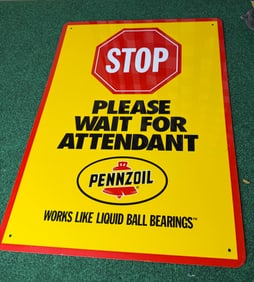 STOP
PLEASE
WAIT FOR
ATTENDANT
PENNZOIL
WORKS LIKE LIQUID BALL BEARINGS™